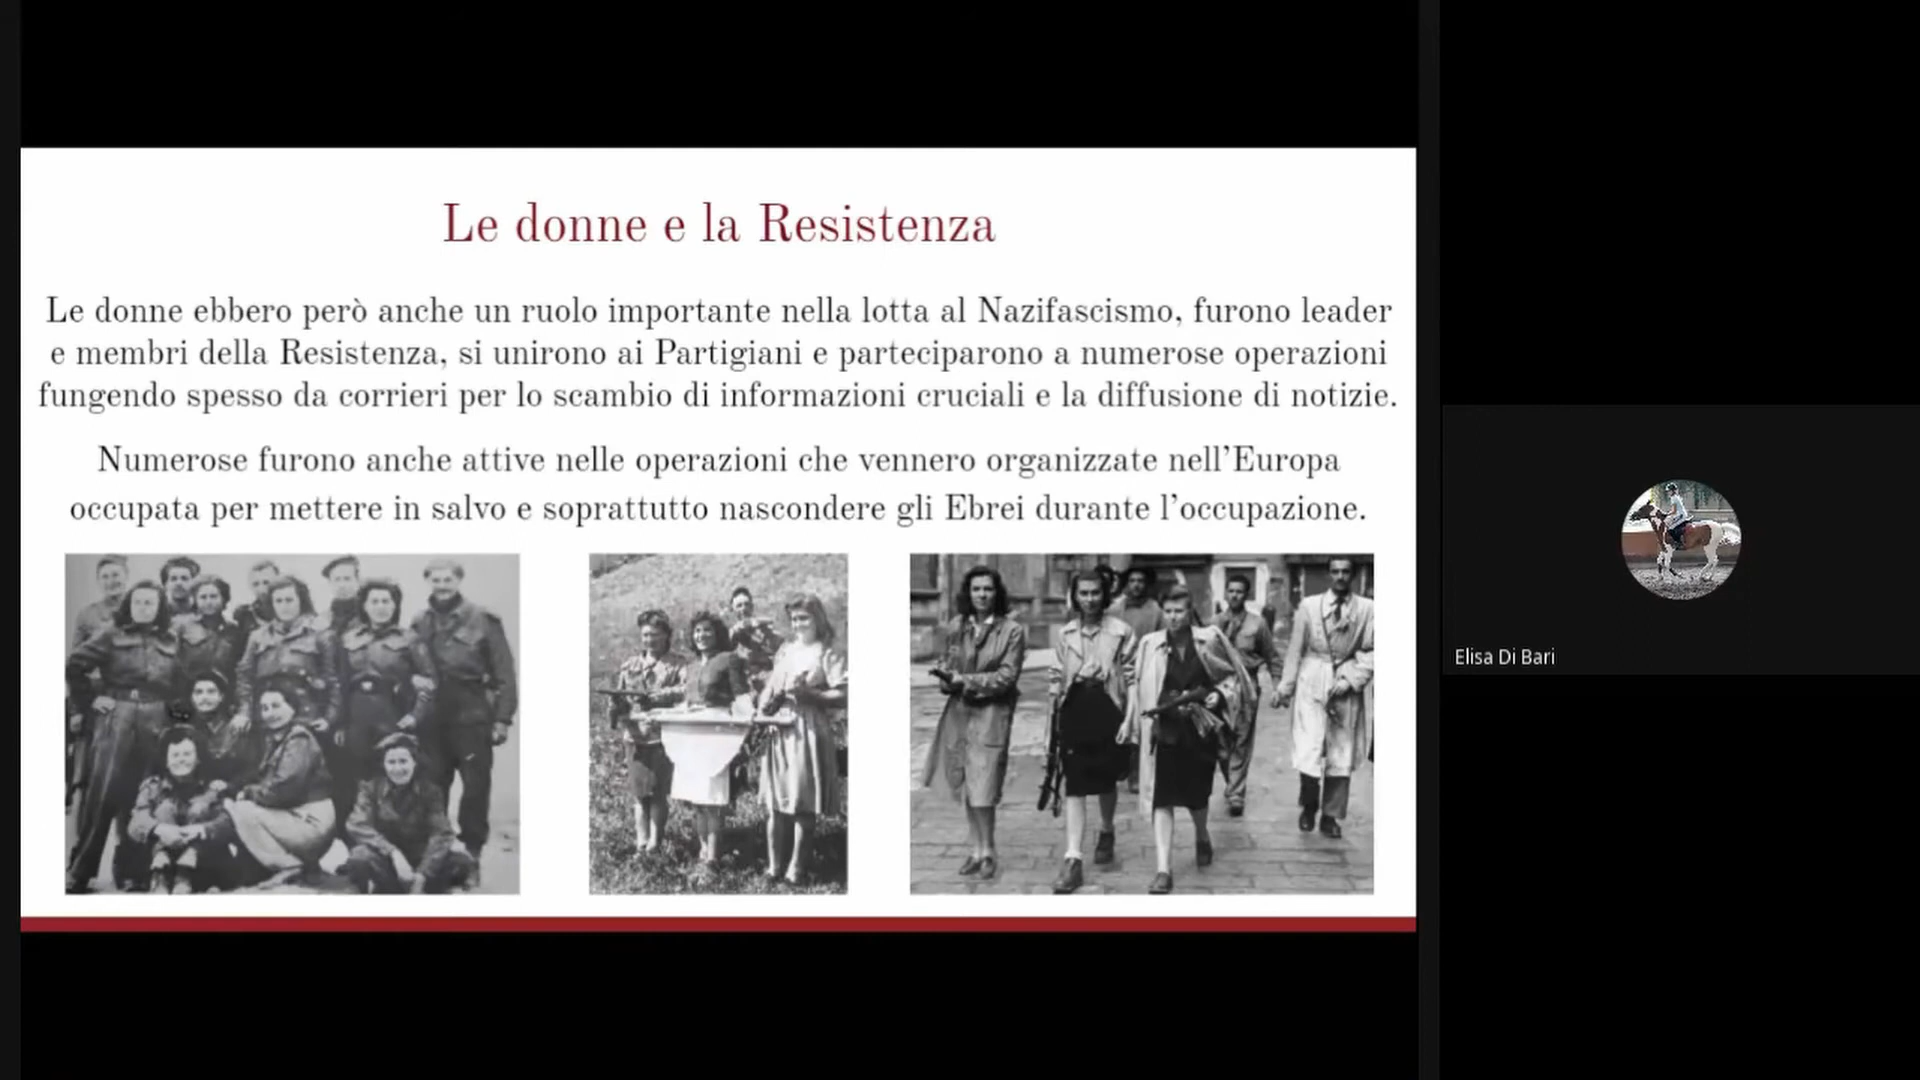 Le donne e la Resistenza
Le donne ebbero però anche un ruolo importante nella lotta al Nazifascismo, furono leader
e membri della Resistenza, si unirono ai Partigiani e parteciparono a numerose operazioni
fungendo spesso da corrieri per lo scambio di informazioni cruciali e la diffusione di notizie.
Numerose furono anche attive nelle operazioni che vennero organizzate nell’Europa
occupata per mettere in salvo e soprattutto nascondere gli Ebrei durante l’occupazione.
Elisa Di Bari